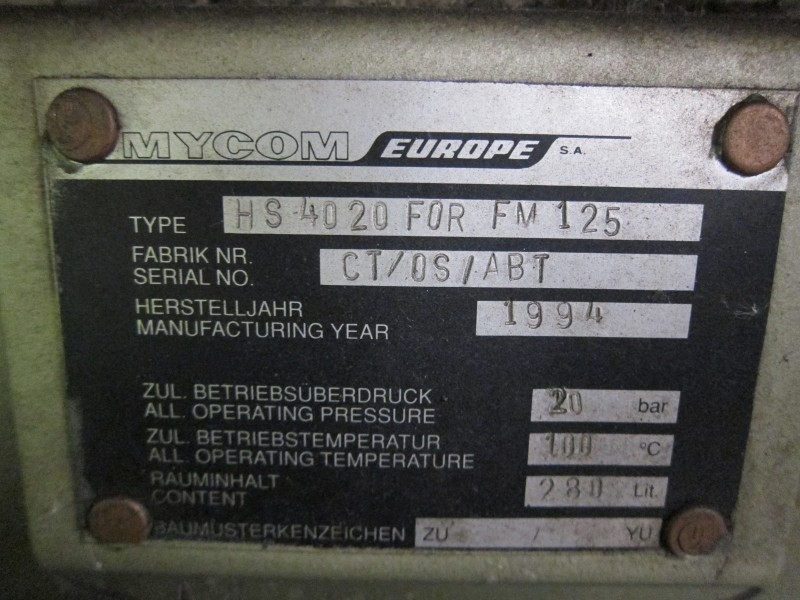 MYCOM EUROPE S.A.
TYPE HS 4020 FOR FM 125
FABRIK NR.
SERIAL NO. CT/OS/ABT
HERSTELLJAHR
MANUFACTURING YEAR 1994
ZUL. BETRIEBSÜBERDRUCK
ALL. OPERATING PRESSURE 20 bar
ZUL. BETRIEBSTEMPERATUR
ALL. OPERATING TEMPERATURE 100 °C
RAUMINHALT
CONTENT 280 Lit.
BAUMUSTERKENZEICHEN ZU / YU